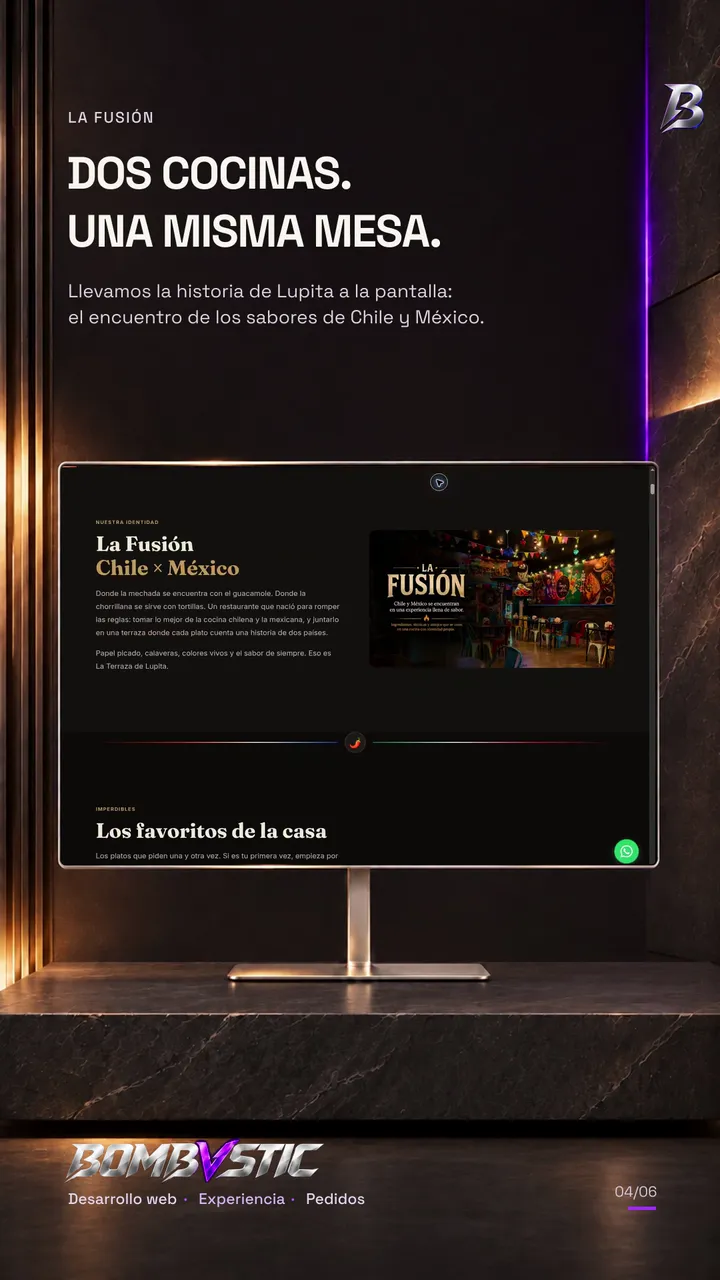 LA FUSIÓN
B
DOS COCINAS.
UNA MISMA MESA.
Llevamos la historia de Lupita a la pantalla:
el encuentro de los sabores de Chile y México.
NUESTRA IDENTIDAD
La Fusión
Chile × México
Donde la mechada se encuentra con el guacamole. Donde la
chorrillana se sirve con tortillas. Un restaurante que nació para romper
las reglas: tomar lo mejor de la cocina chilena y la mexicana, y juntarlo
en una terraza donde cada plato cuenta una historia de dos países.
Papel picado, calaveras, colores vivos y el sabor de siempre. Eso es
La Terraza de Lupita.
LA
FUSIÓN
Chile y México se encuentran
en una experiencia llena de sabor.
IMPERDIBLES
Los favoritos de la casa
Los platos que piden una y otra vez. Si es tu primera vez, empieza por
BOMBVSTIC
Desarrollo web · Experiencia · Pedidos
04/06